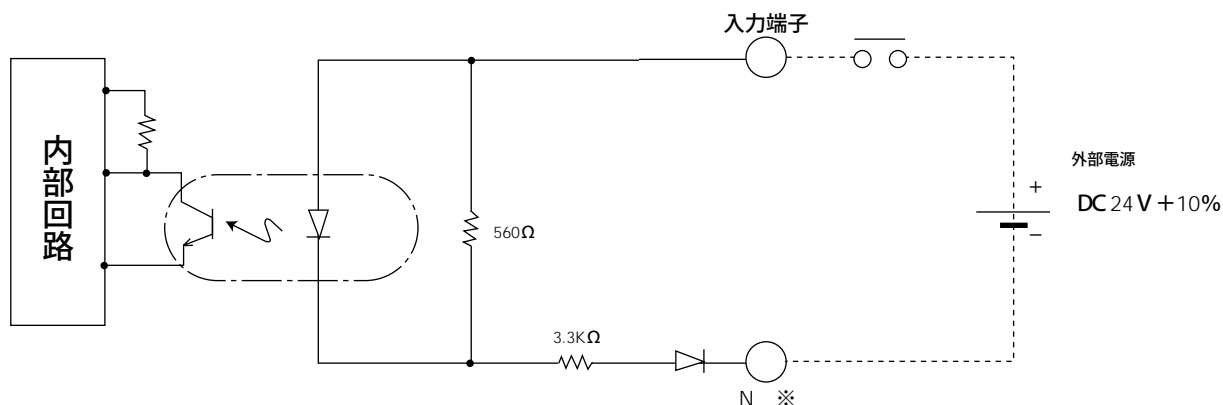 入力端子
内部回路
外部電源
+
DC 24 V +10%
−
560Ω
3.3KΩ
N ※